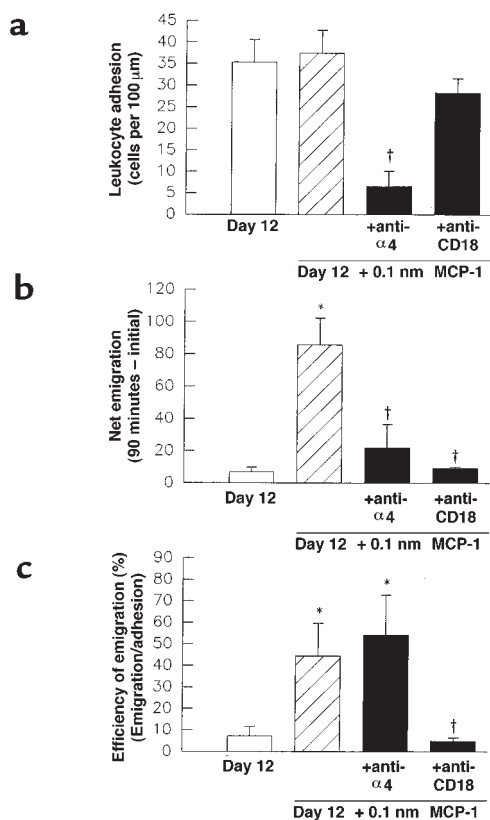 a
Leukocyte adhesion
(cells per 100 μm)
45
40
35
30
25
20
15
10
5
0
†
Day 12
+anti-
α4
+anti-
CD18
Day 12 + 0.1 nm MCP-1
b
Net emigration
(90 minutes – initial)
120
100
80
60
40
20
0
*
†
†
Day 12
+anti-
α4
+anti-
CD18
Day 12 + 0.1 nm MCP-1
c
Efficiency of emigration (%)
(Emigration/adhesion)
90
80
70
60
50
40
30
20
10
0
*
*
†
Day 12
+anti-
α4
+anti-
CD18
Day 12 + 0.1 nm MCP-1